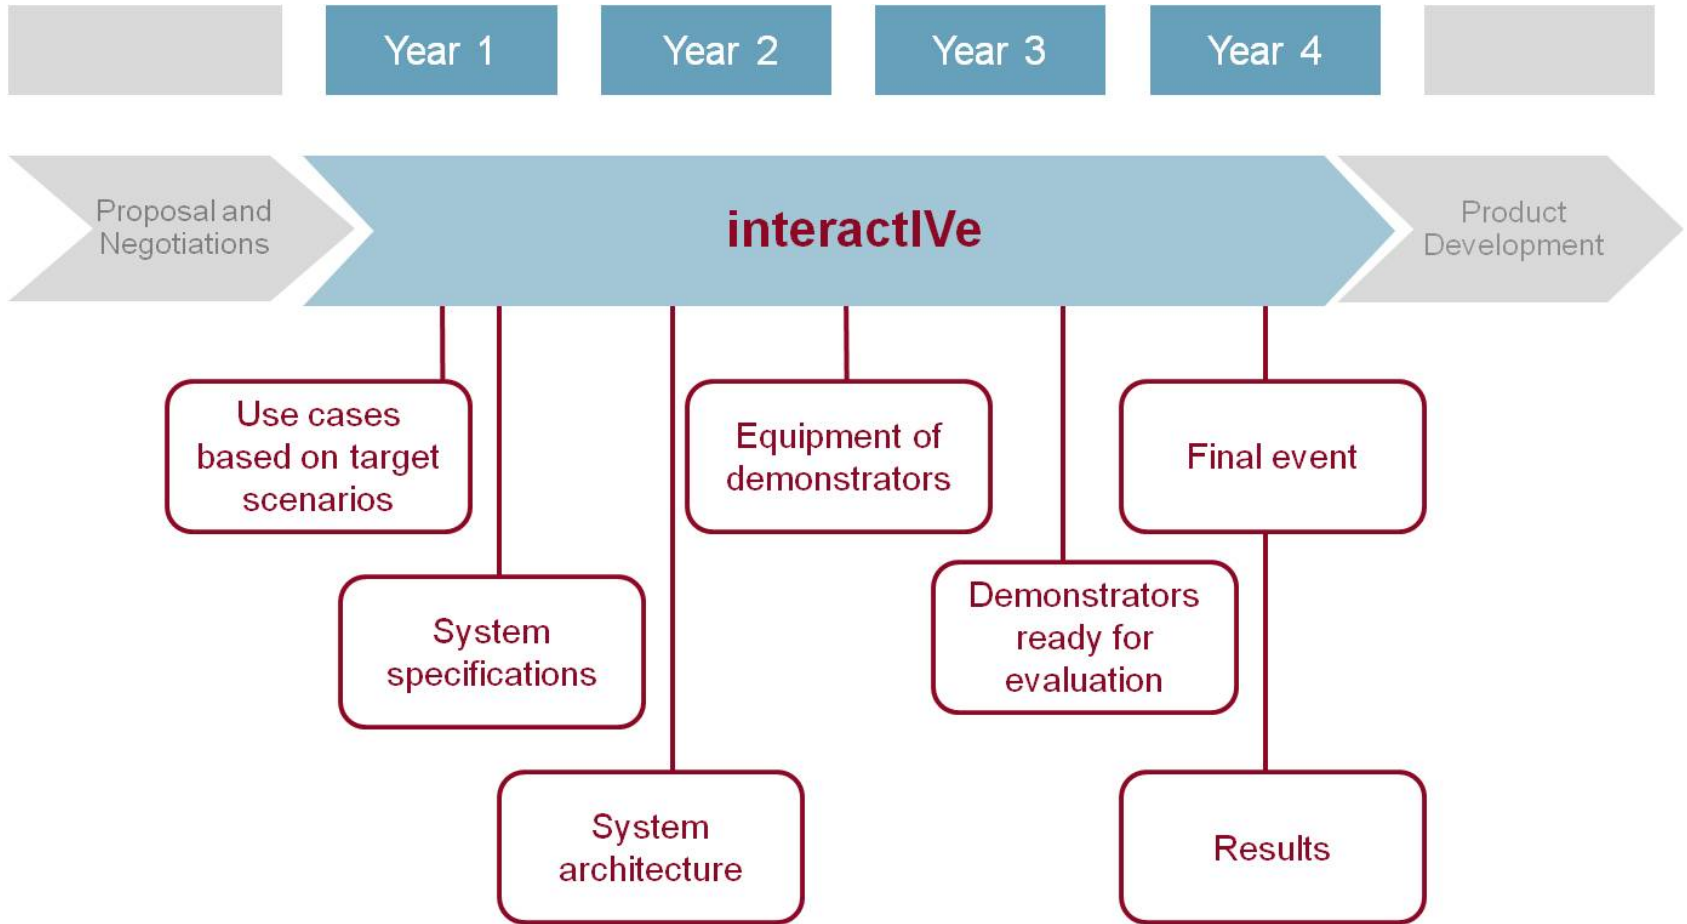 Year 1
Year 2
Year 3
Year 4
Proposal and
Negotiations
interactIVe
Product
Development
Use cases
based on target
scenarios
Equipment of
demonstrators
Final event
System
specifications
Demonstrators
ready for
evaluation
System
architecture
Results